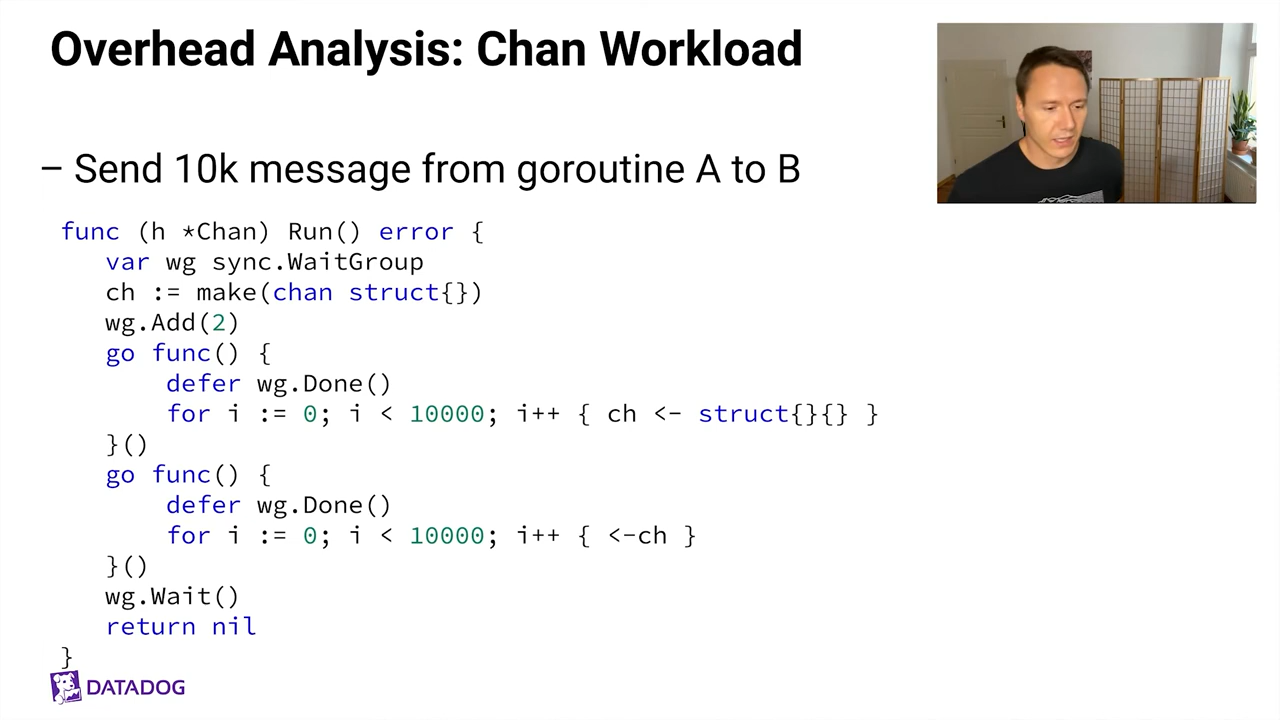 Overhead Analysis: Chan Workload
– Send 10k message from goroutine A to B
func (h *Chan) Run() error {
    var wg sync.WaitGroup
    ch := make(chan struct{})
    wg.Add(2)
    go func() {
        defer wg.Done()
        for i := 0; i < 10000; i++ { ch <- struct{}{} }
    }()
    go func() {
        defer wg.Done()
        for i := 0; i < 10000; i++ { <-ch }
    }()
    wg.Wait()
    return nil
}
DATADOG